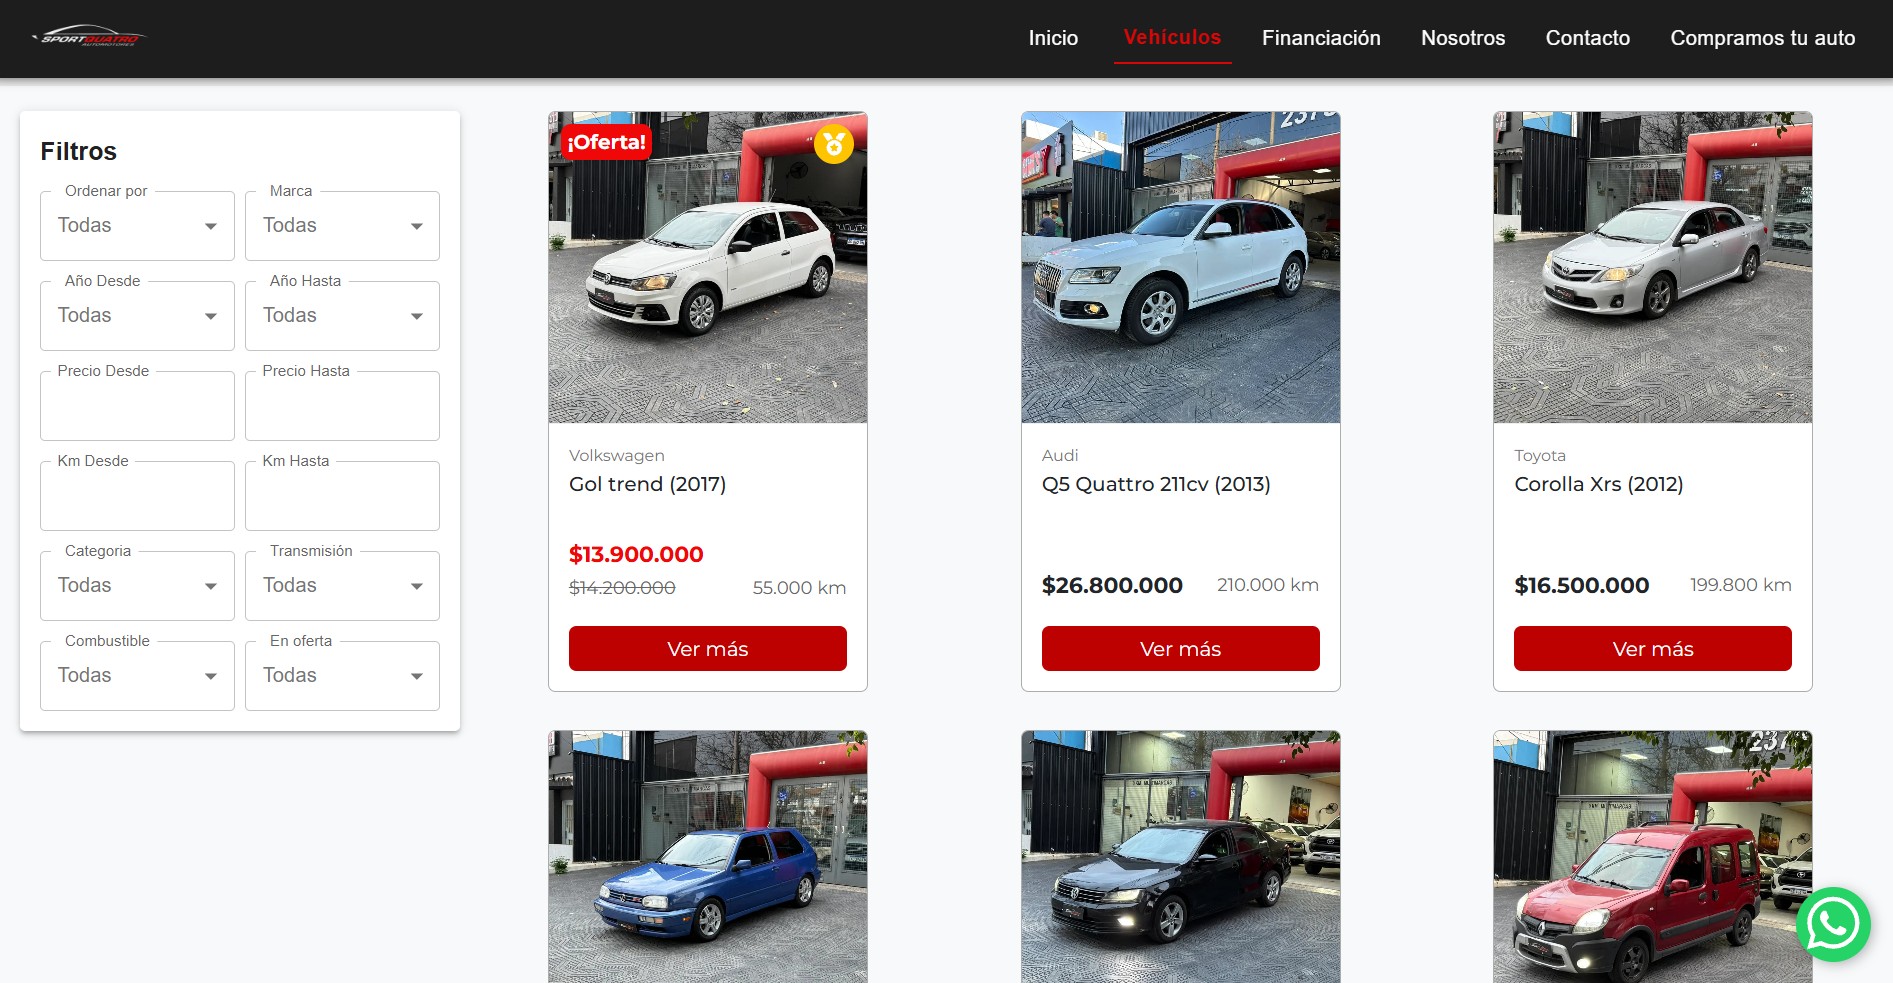 SPORTQUATRO
AUTOMOTORES
Inicio
Vehículos
Financiación
Nosotros
Contacto
Compramos tu auto
Filtros
Ordenar por
Todas
Marca
Todas
Año Desde
Todas
Año Hasta
Todas
Precio Desde
Precio Hasta
Km Desde
Km Hasta
Categoria
Todas
Transmisión
Todas
Combustible
Todas
En oferta
Todas
¡Oferta!
Volkswagen
Gol trend (2017)
$13.900.000
$14.200.000
55.000 km
Ver más
Audi
Q5 Quattro 211cv (2013)
$26.800.000
210.000 km
Ver más
Toyota
Corolla Xrs (2012)
$16.500.000
199.800 km
Ver más